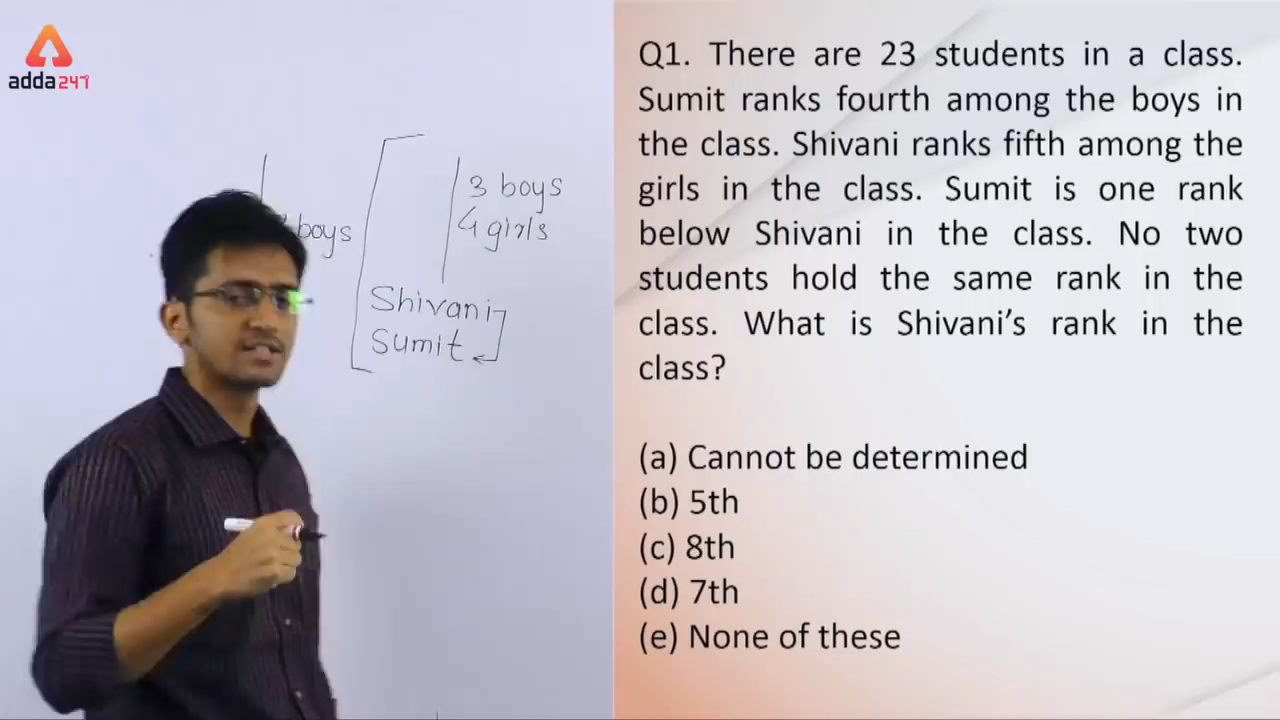 adda247
3 boys
4 girls
boys
Shivani
Sumit
Q1. There are 23 students in a class.
Sumit ranks fourth among the boys in
the class. Shivani ranks fifth among the
girls in the class. Sumit is one rank
below Shivani in the class. No two
students hold the same rank in the
class. What is Shivani’s rank in the
class?
(a) Cannot be determined
(b) 5th
(c) 8th
(d) 7th
(e) None of these